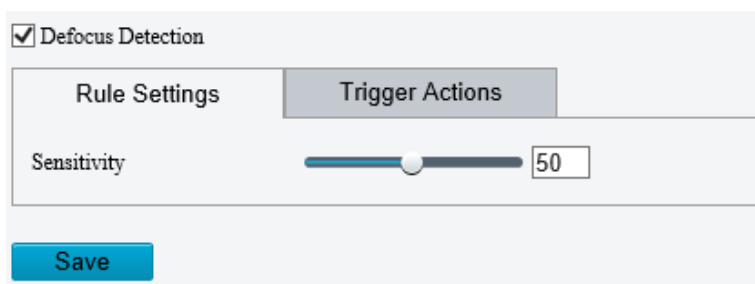 Defocus Detection
Rule Settings Trigger Actions
Sensitivity 50
Save